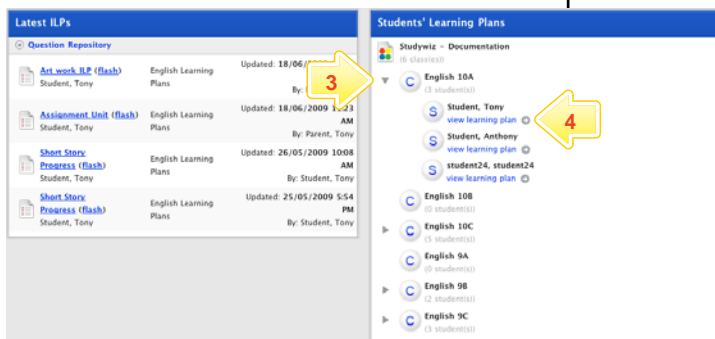 Latest ILPs
Question Repository
Art work ILP (flash)
Student, Tony
English Learning
Plans
Updated: 18/06/2009
By:
Assignment Unit (flash)
Student, Tony
English Learning
Plans
Updated: 18/06/2009 11:23
AM
By: Parent, Tony
Short Story
Progress (flash)
Student, Tony
English Learning
Plans
Updated: 26/05/2009 10:08
AM
By: Student, Tony
Short Story
Progress (flash)
Student, Tony
English Learning
Plans
Updated: 25/05/2009 5:54
PM
By: Student, Tony
3
Students' Learning Plans
Studywiz - Documentation
(6 class(es))
C English 10A
(3 student(s))
S Student, Tony
view learning plan
4
S Student, Anthony
view learning plan
S student24, student24
view learning plan
C English 10B
(0 student(s))
C English 10C
(5 student(s))
C English 9A
(0 student(s))
C English 9B
(2 student(s))
C English 9C
(3 student(s))